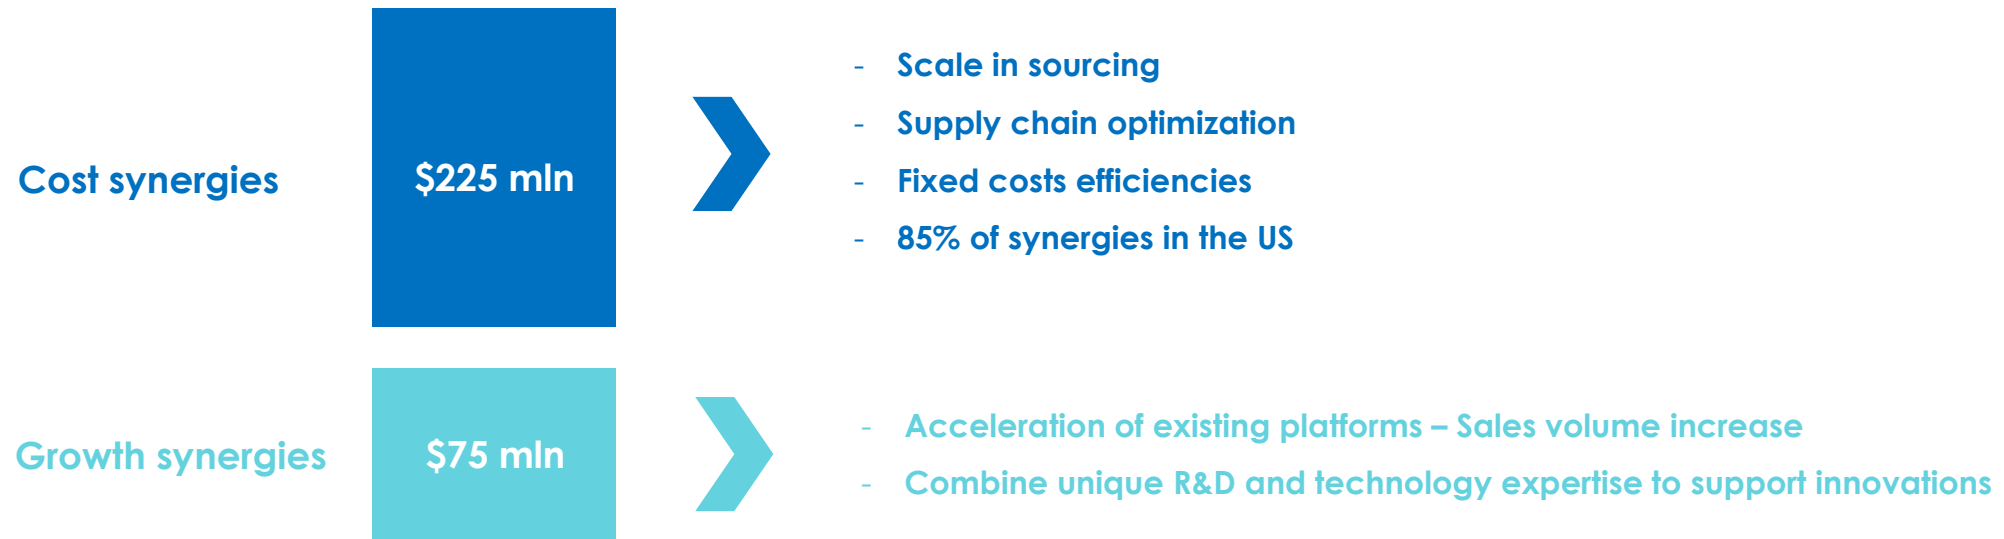 Cost synergies
$225 mln
- Scale in sourcing
- Supply chain optimization
- Fixed costs efficiencies
- 85% of synergies in the US
Growth synergies
$75 mln
- Acceleration of existing platforms – Sales volume increase
- Combine unique R&D and technology expertise to support innovations